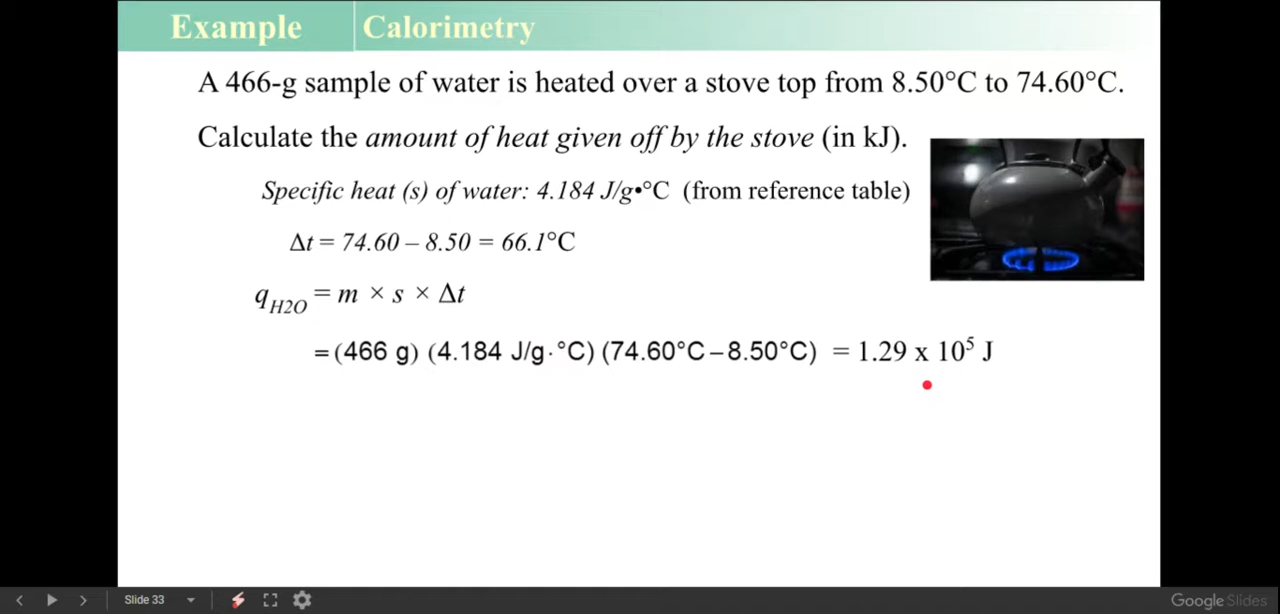 Example Calorimetry
A 466-g sample of water is heated over a stove top from 8.50°C to 74.60°C.
Calculate the amount of heat given off by the stove (in kJ).
Specific heat (s) of water: 4.184 J/g•°C (from reference table)
Δt = 74.60 – 8.50 = 66.1°C
qH2O = m × s × Δt
= (466 g) (4.184 J/g·°C) (74.60°C – 8.50°C) = 1.29 x 10⁵ J
Slide 33
Google Slides